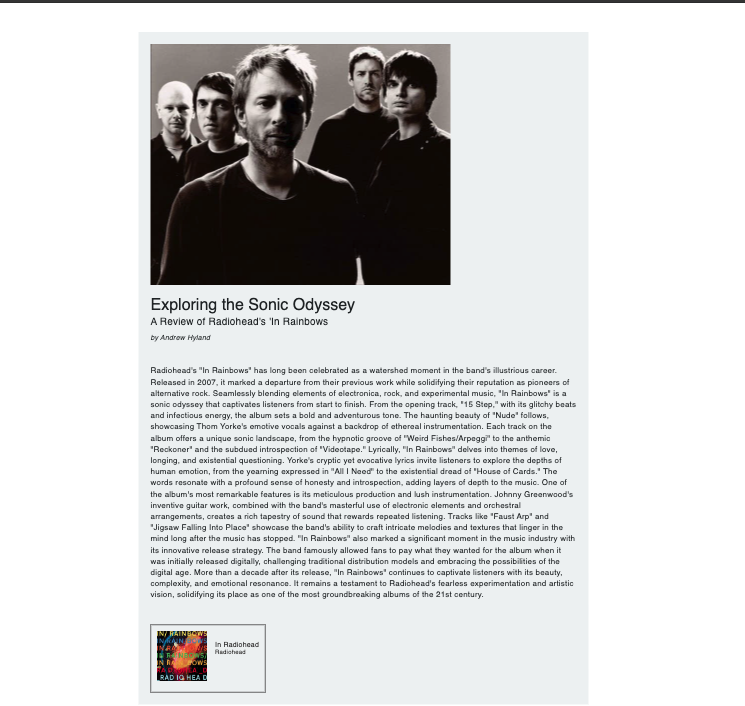 Exploring the Sonic Odyssey
A Review of Radiohead's 'In Rainbows
by Andrew Hyland
Radiohead's "In Rainbows" has long been celebrated as a watershed moment in the band's illustrious career.
Released in 2007, it marked a departure from their previous work while solidifying their reputation as pioneers of
alternative rock. Seamlessly blending elements of electronica, rock, and experimental music, "In Rainbows" is a
sonic odyssey that captivates listeners from start to finish. From the opening track, "15 Step," with its glitchy beats
and infectious energy, the album sets a bold and adventurous tone. The haunting beauty of "Nude" follows,
showcasing Thom Yorke's emotive vocals against a backdrop of ethereal instrumentation. Each track on the
album offers a unique sonic landscape, from the hypnotic groove of "Weird Fishes/Arpeggi" to the anthemic
"Reckoner" and the subdued introspection of "Videotape." Lyrically, "In Rainbows" delves into themes of love,
longing, and existential questioning. Yorke's cryptic yet evocative lyrics invite listeners to explore the depths of
human emotion, from the yearning expressed in "All I Need" to the existential dread of "House of Cards." The
words resonate with a profound sense of honesty and introspection, adding layers of depth to the music. One of
the album's most remarkable features is its meticulous production and lush instrumentation. Johnny Greenwood's
inventive guitar work, combined with the band's masterful use of electronic elements and orchestral
arrangements, creates a rich tapestry of sound that rewards repeated listening. Tracks like "Faust Arp" and
"Jigsaw Falling Into Place" showcase the band's ability to craft intricate melodies and textures that linger in the
mind long after the music has stopped. "In Rainbows" also marked a significant moment in the music industry with
its innovative release strategy. The band famously allowed fans to pay what they wanted for the album when it
was initially released digitally, challenging traditional distribution models and embracing the possibilities of the
digital age. More than a decade after its release, "In Rainbows" continues to captivate listeners with its beauty,
complexity, and emotional resonance. It remains a testament to Radiohead's fearless experimentation and artistic
vision, solidifying its place as one of the most groundbreaking albums of the 21st century.
IN/ RAINBOWS
RAD IO HEA D
In Radiohead
Radiohead